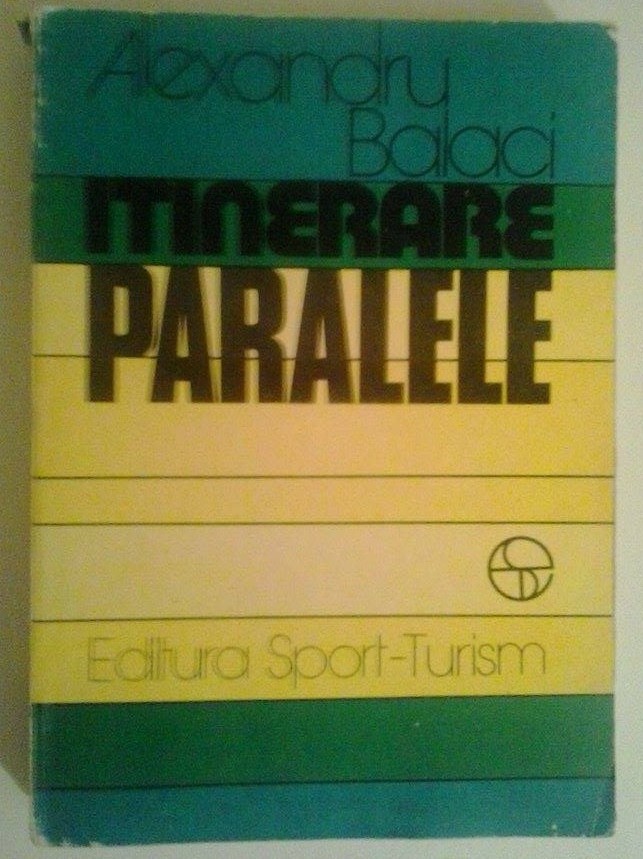 Alexandru
Balaci
ITINERARE
PARALELE
Editura Sport-Turism